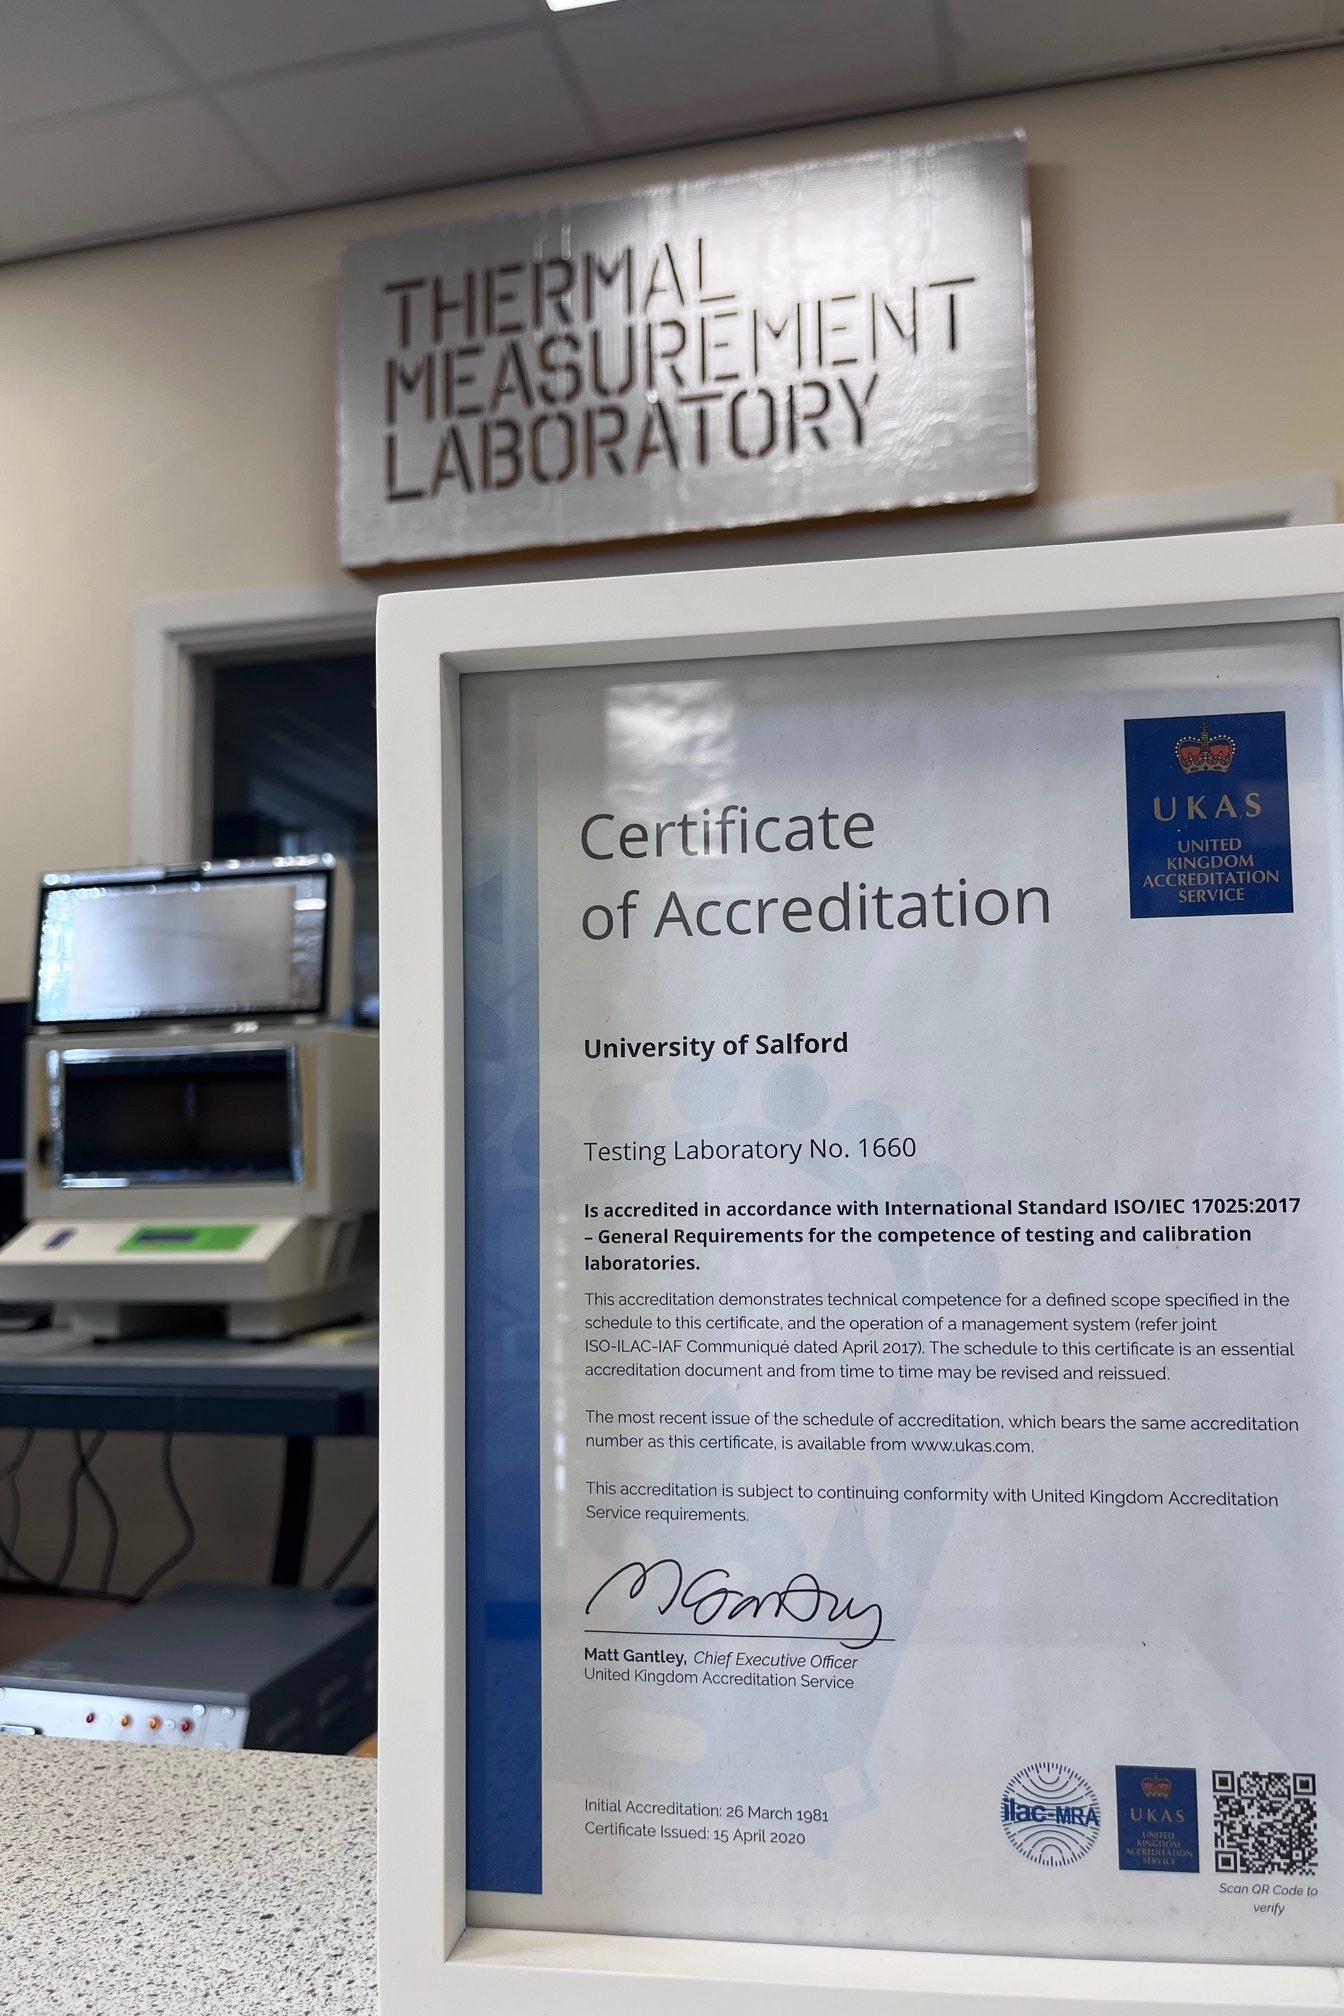 THERMAL
MEASUREMENT
LABORATORY
Certificate
of Accreditation
UKAS
UNITED
KINGDOM
ACCREDITATION
SERVICE
University of Salford
Testing Laboratory No. 1660
Is accredited in accordance with International Standard ISO/IEC 17025:2017
– General Requirements for the competence of testing and calibration
laboratories.
This accreditation demonstrates technical competence for a defined scope specified in the
schedule to this certificate, and the operation of a management system (refer joint
ISO-ILAC-IAF Communiqué dated April 2017). The schedule to this certificate is an essential
accreditation document and from time to time may be revised and reissued.
The most recent issue of the schedule of accreditation, which bears the same accreditation
number as this certificate, is available from www.ukas.com.
This accreditation is subject to continuing conformity with United Kingdom Accreditation
Service requirements.
M Gantley
Matt Gantley, Chief Executive Officer
United Kingdom Accreditation Service
Initial Accreditation: 26 March 1981
Certificate Issued: 15 April 2020
ilac-MRA
UKAS
UNITED
KINGDOM
ACCREDITATION
SERVICE
Scan QR Code to
verify